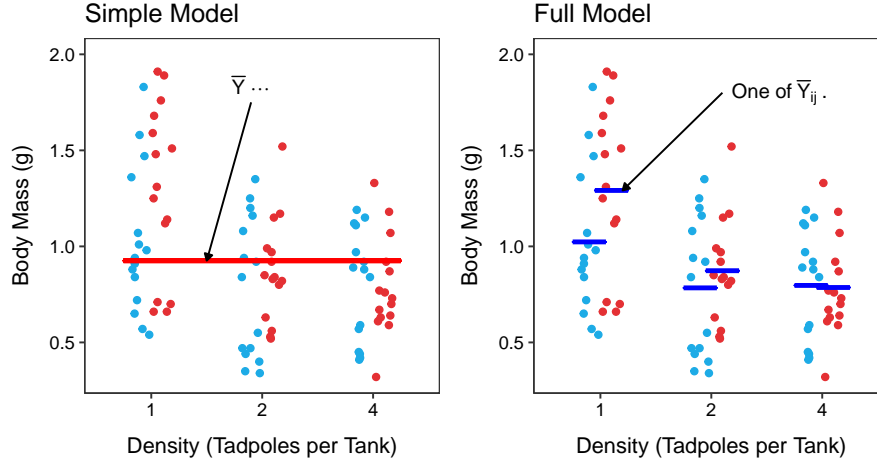 Simple Model
Full Model
Y̅ ...
One of Y̅ij .
2.0
1.5
1.0
0.5
Body Mass (g)
1 2 4
Density (Tadpoles per Tank)
2.0
1.5
1.0
0.5
Body Mass (g)
1 2 4
Density (Tadpoles per Tank)